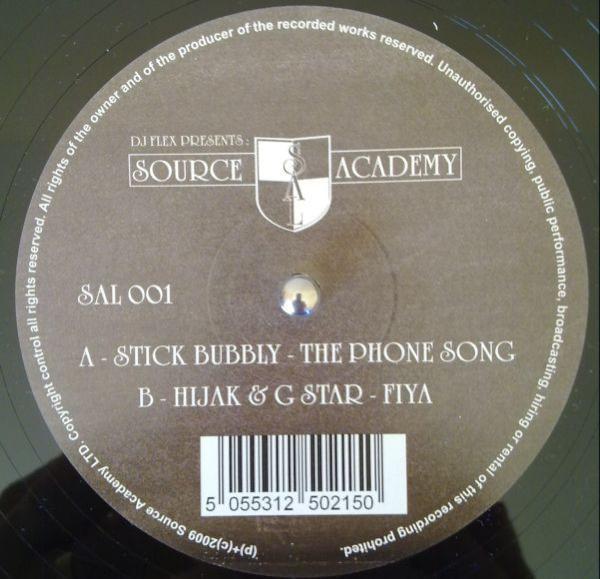 (p)+(c)2009 Source Academy LTD. Copyright control all rights reserved. All rights of the owner and of the producer of the recorded works reserved. Unauthorised copying, public performance, broadcasting, hiring or rental of this recording prohibited.
DJ FLEX PRESENTS :
SOURCE SAL ACADEMY
SAL 001
A - STICK BUBBLY - THE PHONE SONG
B - HIJAK & G STAR - FIYA
5 055312 502150